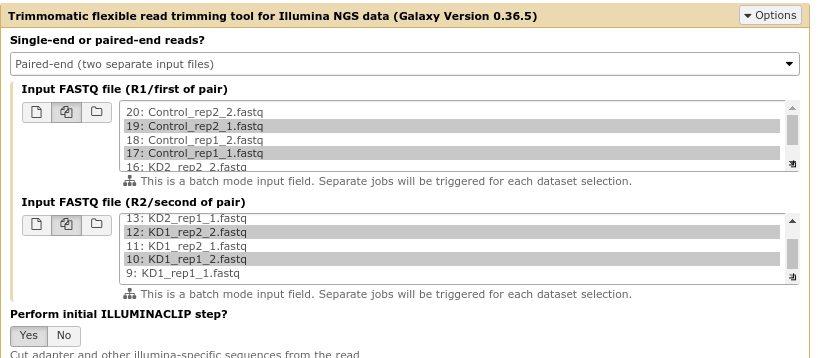 Trimmomatic flexible read trimming tool for Illumina NGS data (Galaxy Version 0.36.5)
Options
Single-end or paired-end reads?
Paired-end (two separate input files)
Input FASTQ file (R1/first of pair)
20: Control_rep2_2.fastq
19: Control_rep2_1.fastq
18: Control_rep1_2.fastq
17: Control_rep1_1.fastq
16: KD2_rep2_2.fastq
This is a batch mode input field. Separate jobs will be triggered for each dataset selection.
Input FASTQ file (R2/second of pair)
13: KD2_rep1_1.fastq
12: KD1_rep2_2.fastq
11: KD1_rep2_1.fastq
10: KD1_rep1_2.fastq
9: KD1_rep1_1.fastq
This is a batch mode input field. Separate jobs will be triggered for each dataset selection.
Perform initial ILLUMINACLIP step?
Yes No
Cut adapter and other illumina-specific sequences from the read